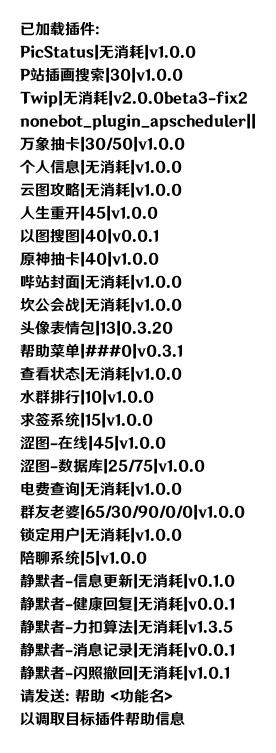 已加载插件:
PicStatus|无消耗|v1.0.0
P站插画搜索|30|v1.0.0
Twip|无消耗|v2.0.0beta3-fix2
nonebot_plugin_apscheduler||
万象抽卡|30/50|v1.0.0
个人信息|无消耗|v1.0.0
云图攻略|无消耗|v1.0.0
人生重开|45|v1.0.0
以图搜图|40|v0.0.1
原神抽卡|40|v1.0.0
哔站封面|无消耗|v1.0.0
坎公会战|无消耗|v1.0.0
头像表情包|13|0.3.20
帮助菜单|###0|v0.3.1
查看状态|无消耗|v1.0.0
水群排行|10|v1.0.0
求签系统|15|v1.0.0
涩图-在线|45|v1.0.0
涩图-数据库|25/75|v1.0.0
电费查询|无消耗|v1.0.0
群友老婆|65/30/90/0/0|v1.0.0
锁定用户|无消耗|v1.0.0
陪聊系统|5|v1.0.0
静默者-信息更新|无消耗|v0.1.0
静默者-健康回复|无消耗|v0.0.1
静默者-力扣算法|无消耗|v1.3.5
静默者-消息记录|无消耗|v0.0.1
静默者-闪照撤回|无消耗|v1.0.1
请发送: 帮助 <功能名>
以调取目标插件帮助信息